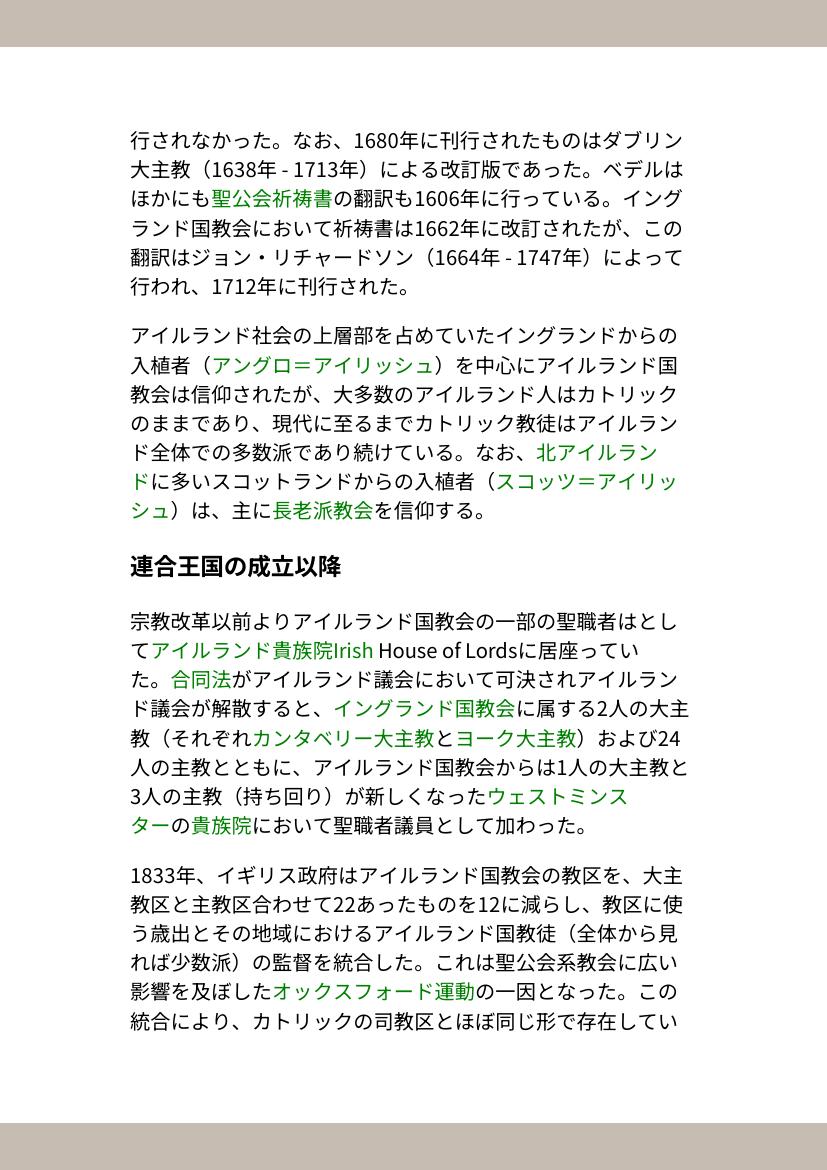 行されなかった。なお、1680年に刊行されたものはダブリン
大主教（1638年 - 1713年）による改訂版であった。ベデルは
ほかにも聖公会祈祷書の翻訳も1606年に行っている。イング
ランド国教会において祈祷書は1662年に改訂されたが、この
翻訳はジョン・リチャードソン（1664年 - 1747年）によって
行われ、1712年に刊行された。
アイルランド社会の上層部を占めていたイングランドからの
入植者（アングロ＝アイリッシュ）を中心にアイルランド国
教会は信仰されたが、大多数のアイルランド人はカトリック
のままであり、現代に至るまでカトリック教徒はアイルラン
ド全体での多数派であり続けている。なお、北アイルラン
ドに多いスコットランドからの入植者（スコッツ＝アイリッ
シュ）は、主に長老派教会を信仰する。
連合王国の成立以降
宗教改革以前よりアイルランド国教会の一部の聖職者はとし
てアイルランド貴族院Irish House of Lordsに居座ってい
た。合同法がアイルランド議会において可決されアイルラン
ド議会が解散すると、イングランド国教会に属する2人の大主
教（それぞれカンタベリー大主教とヨーク大主教）および24
人の主教とともに、アイルランド国教会からは1人の大主教と
3人の主教（持ち回り）が新しくなったウェストミンス
ターの貴族院において聖職者議員として加わった。
1833年、イギリス政府はアイルランド国教会の教区を、大主
教区と主教区合わせて22あったものを12に減らし、教区に使
う歳出とその地域におけるアイルランド国教徒（全体から見
れば少数派）の監督を統合した。これは聖公会系教会に広い
影響を及ぼしたオックスフォード運動の一因となった。この
統合により、カトリックの司教区とほぼ同じ形で存在してい